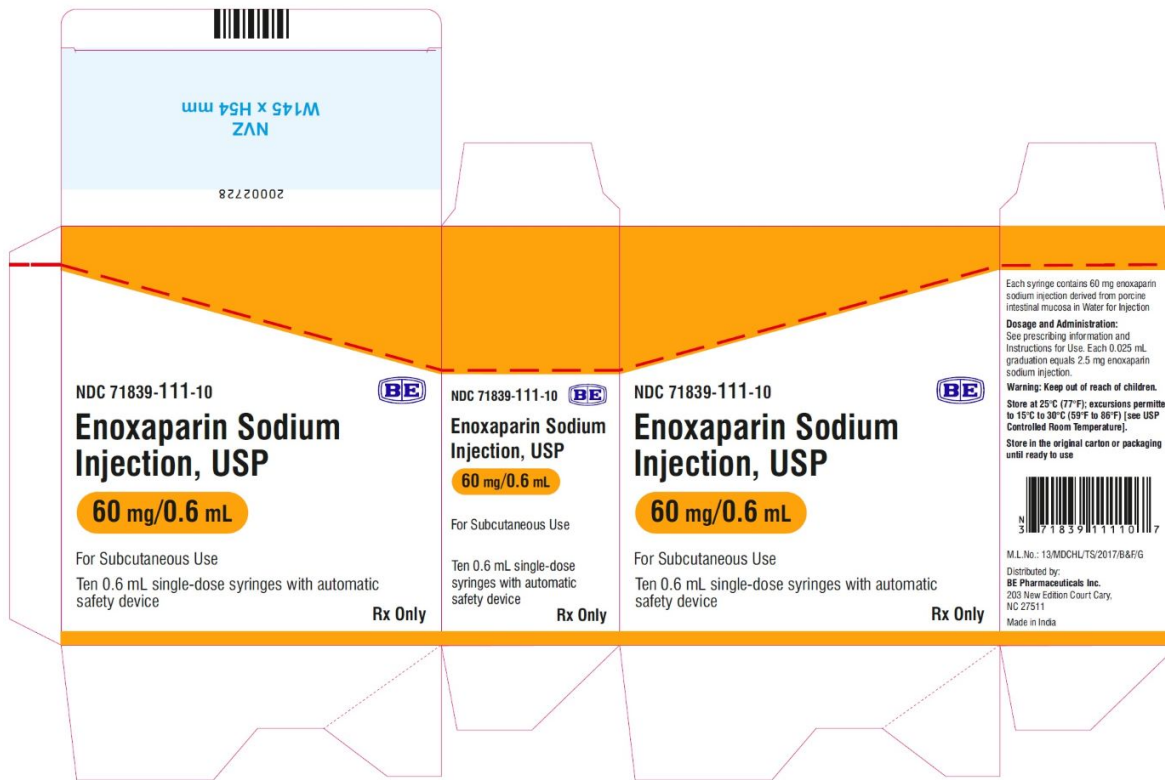 NVZ
W145 x H54 mm
20002728
NDC 71839-111-10
BE
Enoxaparin Sodium
Injection, USP
60 mg/0.6 mL
For Subcutaneous Use
Ten 0.6 mL single-dose syringes with automatic
safety device
Rx Only
NDC 71839-111-10
BE
Enoxaparin Sodium
Injection, USP
60 mg/0.6 mL
For Subcutaneous Use
Ten 0.6 mL single-dose
syringes with automatic
safety device
Rx Only
NDC 71839-111-10
BE
Enoxaparin Sodium
Injection, USP
60 mg/0.6 mL
For Subcutaneous Use
Ten 0.6 mL single-dose syringes with automatic
safety device
Rx Only
Each syringe contains 60 mg enoxaparin
sodium injection derived from porcine
intestinal mucosa in Water for Injection
Dosage and Administration:
See prescribing information and
Instructions for Use. Each 0.025 mL
graduation equals 2.5 mg enoxaparin
sodium injection.
Warning: Keep out of reach of children.
Store at 25°C (77°F); excursions permitte
to 15°C to 30°C (59°F to 86°F) [see USP
Controlled Room Temperature].
Store in the original carton or packaging
until ready to use
N
3 71839 11110 7
M.L.No.: 13/MDCHL/TS/2017/B&F/G
Distributed by:
BE Pharmaceuticals Inc.
203 New Edition Court Cary,
NC 27511
Made in India